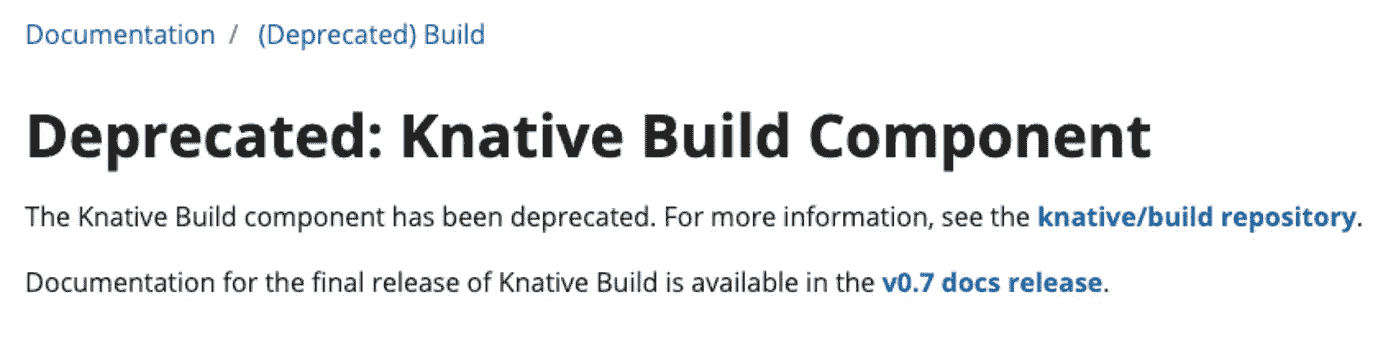 Documentation / (Deprecated) Build
Deprecated: Knative Build Component
The Knative Build component has been deprecated. For more information, see the knative/build repository.
Documentation for the final release of Knative Build is available in the v0.7 docs release.